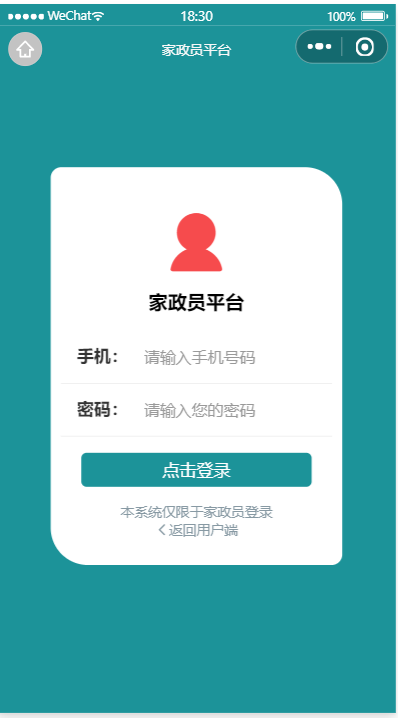 WeChat 18:30 100%
家政员平台
家政员平台
手机： 请输入手机号码
密码： 请输入您的密码
点击登录
本系统仅限于家政员登录
返回用户端